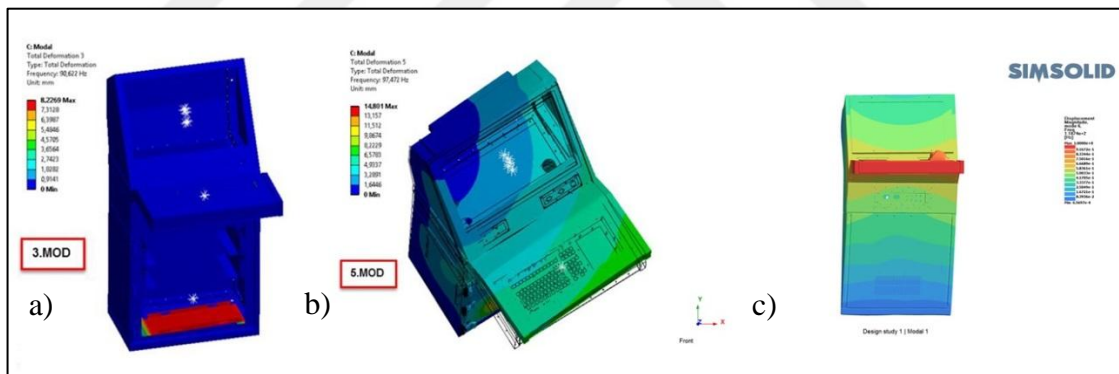 C: Modal
Total Deformation 3
Type: Total Deformation
Frequency: 90,622 Hz
Unit: mm
8,2269 Max
7,3128
6,3987
5,4846
4,5705
3,6564
2,7423
1,8282
0,9141
0 Min
3.MOD
a)
C: Modal
Total Deformation 5
Type: Total Deformation
Frequency: 97,472 Hz
Unit: mm
14,801 Max
13,157
11,512
9,8674
8,2229
6,5783
4,9337
3,2891
1,6446
0 Min
5.MOD
b)
Y
X
Z
Front
c)
SIMSOLID
Displacement
Magnitude,
Design study 1 | Modal 1